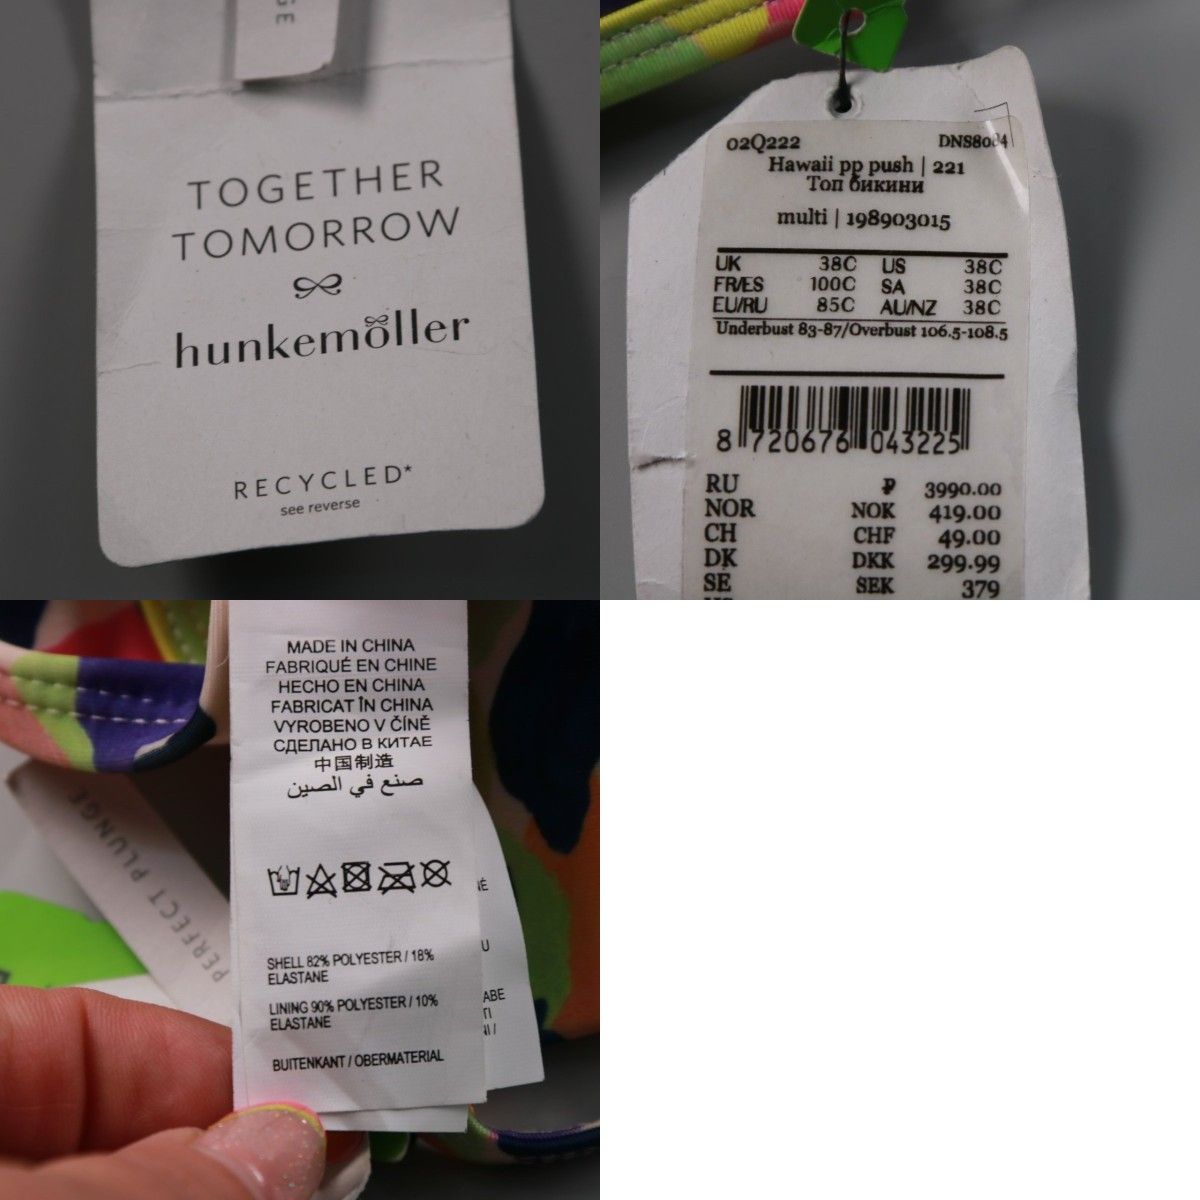 GE
TOGETHER
TOMORROW
hunkemöller
RECYCLED*
see reverse
02Q222 DNS8084
Hawaii pp push | 221
Топ бикини
multi | 198903015
UK 38C US 38C
FR/ES 100C SA 38C
EU/RU 85C AU/NZ 38C
Underbust 83-87/Overbust 106.5-108.5
8 720676 043225
RU ₽ 3990.00
NOR NOK 419.00
CH CHF 49.00
DK DKK 299.99
SE SEK 379
MADE IN CHINA
FABRIQUÉ EN CHINE
HECHO EN CHINA
FABRICAT ÎN CHINA
VYROBENO V ČÍNĚ
СДЕЛАНО В КИТАЕ
中国制造
صنع في الصين
SHELL 82% POLYESTER / 18%
ELASTANE
LINING 90% POLYESTER / 10%
ELASTANE
BUITENKANT / OBERMATERIAL
PERFECT PLUNGE
NÉ
U
ABE
TI
NI /